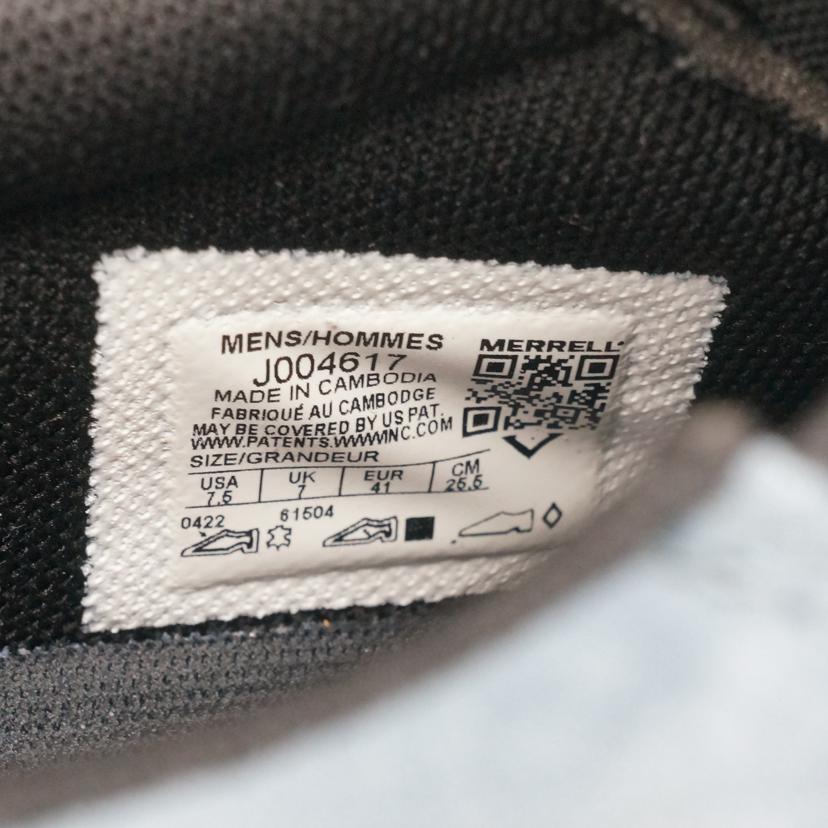 MENS/HOMMES
J004617
MADE IN CAMBODIA
FABRIQUÉ AU CAMBODGE
MAY BE COVERED BY US PAT.
WWW.PATENTS.WWWINC.COM
MERRELL
SIZE/GRANDEUR
USA UK EUR CM
7.5 7 41 25.5
0422 61504